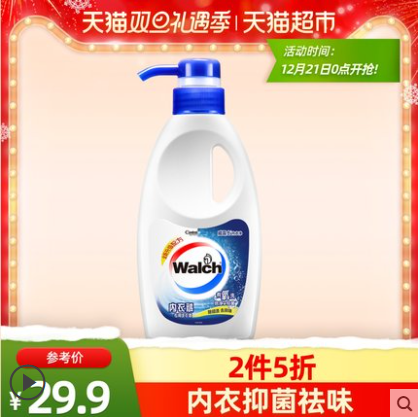 天猫双旦礼遇季 天猫超市
活动时间：
12月21日0点开抢!
Walch
内衣
参考价
¥29.9
2件5折
内衣抑菌祛味